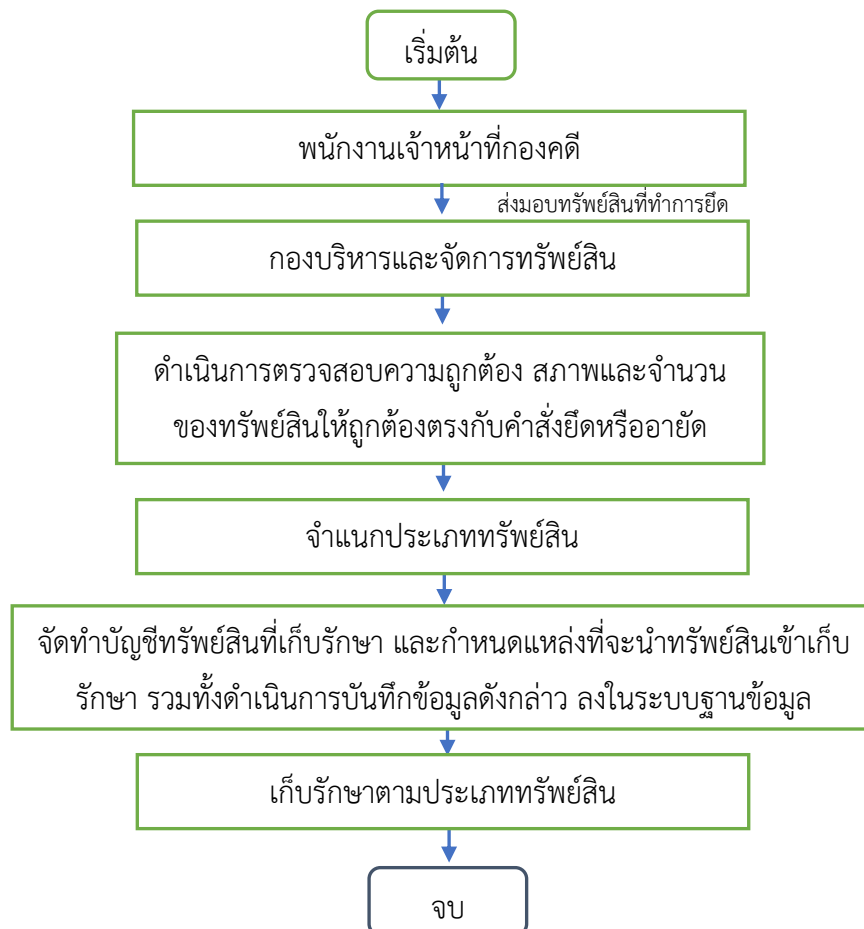 เริ่มต้น
พนักงานเจ้าหน้าที่กองคดี
ส่งมอบทรัพย์สินที่ทำการยึด
กองบริหารและจัดการทรัพย์สิน
ดำเนินการตรวจสอบความถูกต้อง สภาพและจำนวน
ของทรัพย์สินให้ถูกต้องตรงกับคำสั่งยึดหรืออายัด
จำแนกประเภททรัพย์สิน
จัดทำบัญชีทรัพย์สินที่เก็บรักษา และกำหนดแหล่งที่จะนำทรัพย์สินเข้าเก็บ
รักษา รวมทั้งดำเนินการบันทึกข้อมูลดังกล่าว ลงในระบบฐานข้อมูล
เก็บรักษาตามประเภททรัพย์สิน
จบ